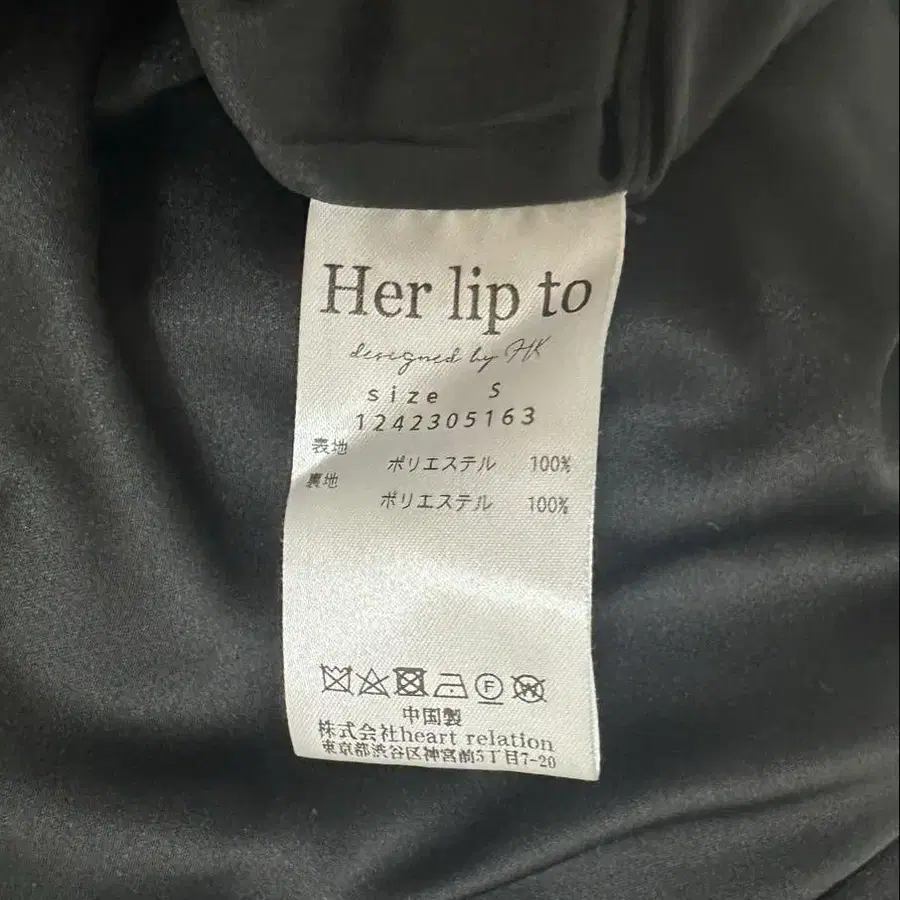 Her lip to
designed by HK
size S
1242305163
表地 ポリエステル 100%
裏地 ポリエステル 100%
F W
中国製
株式会社heart relation
東京都渋谷区神宮前5丁目7-20